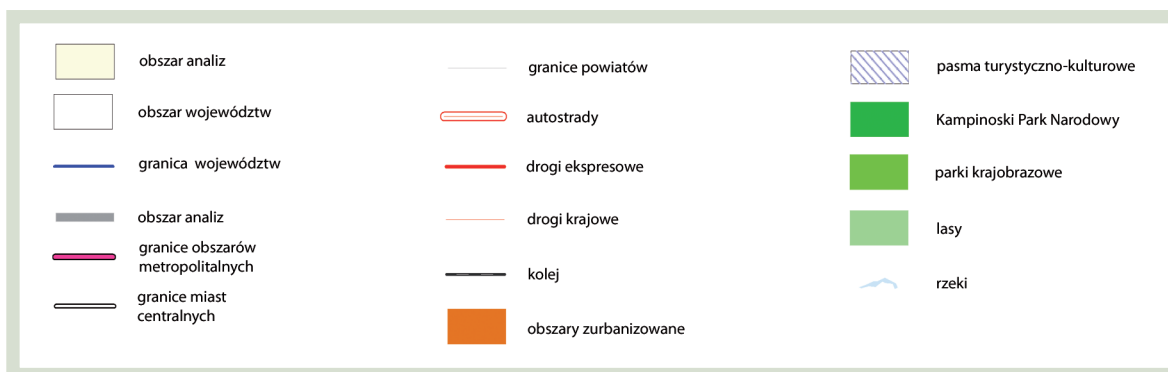 obszar analiz
obszar województw
granica województw
obszar analiz
granice obszarów
metropolitalnych
granice miast
centralnych
granice powiatów
autostrady
drogi ekspresowe
drogi krajowe
kolej
obszary zurbanizowane
pasma turystyczno-kulturowe
Kampinoski Park Narodowy
parki krajobrazowe
lasy
rzeki